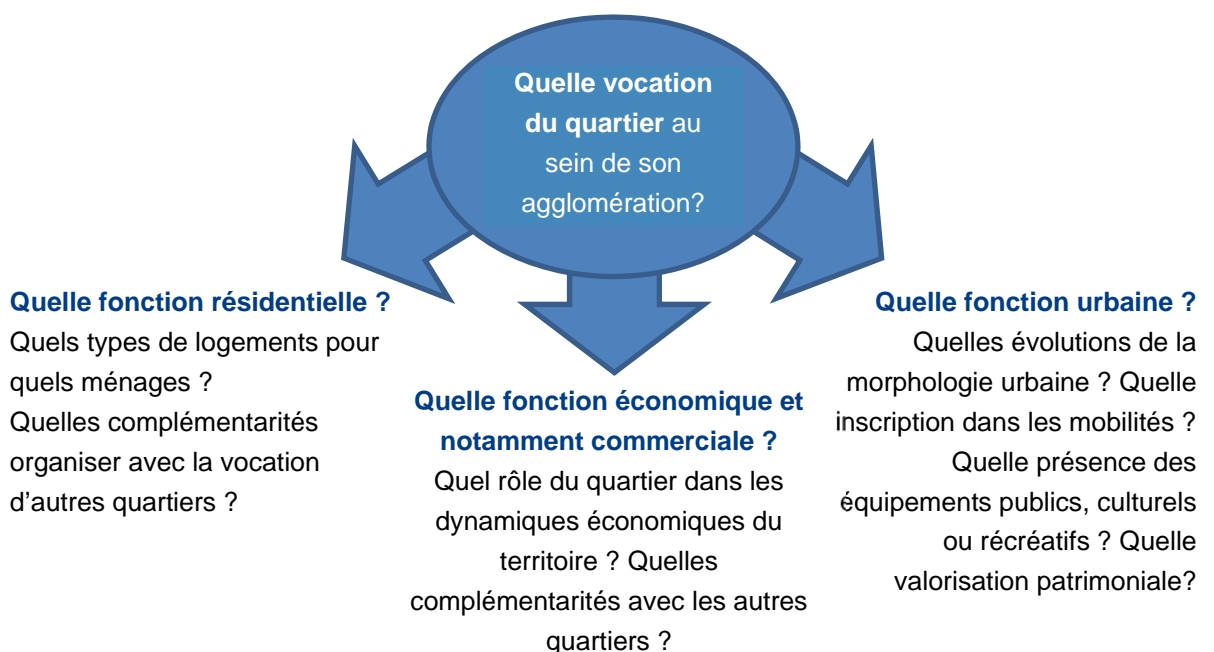 Quelle vocation
du quartier au
sein de son
agglomération?
Quelle fonction résidentielle ?
Quels types de logements pour
quels ménages ?
Quelles complémentarités
organiser avec la vocation
d'autres quartiers ?
Quelle fonction économique et
notamment commerciale ?
Quel rôle du quartier dans les
dynamiques économiques du
territoire ? Quelles
complémentarités avec les autres
quartiers ?
Quelle fonction urbaine ?
Quelles évolutions de la
morphologie urbaine ? Quelle
inscription dans les mobilités ?
Quelle présence des
équipements publics, culturels
ou récréatifs ? Quelle
valorisation patrimoniale?